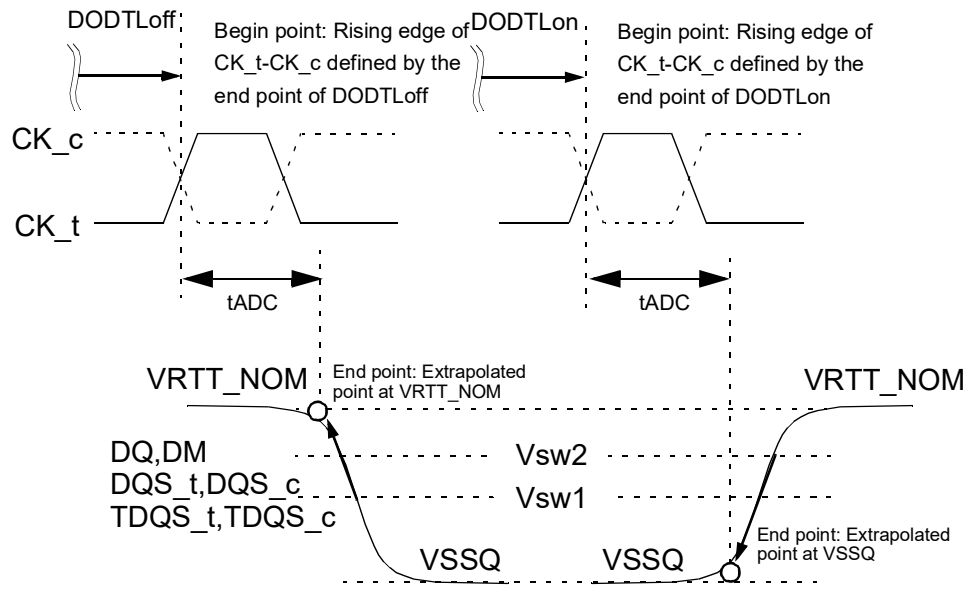 DODTLoff
Begin point: Rising edge of
CK_t-CK_c defined by the
end point of DODTLoff
DODTLon
Begin point: Rising edge of
CK_t-CK_c defined by the
end point of DODTLon
CK_c
CK_t
tADC
tADC
VRTT_NOM
End point: Extrapolated
point at VRTT_NOM
VRTT_NOM
DQ,DM
DQS_t,DQS_c
TDQS_t,TDQS_c
Vsw2
Vsw1
VSSQ
VSSQ
End point: Extrapolated
point at VSSQ